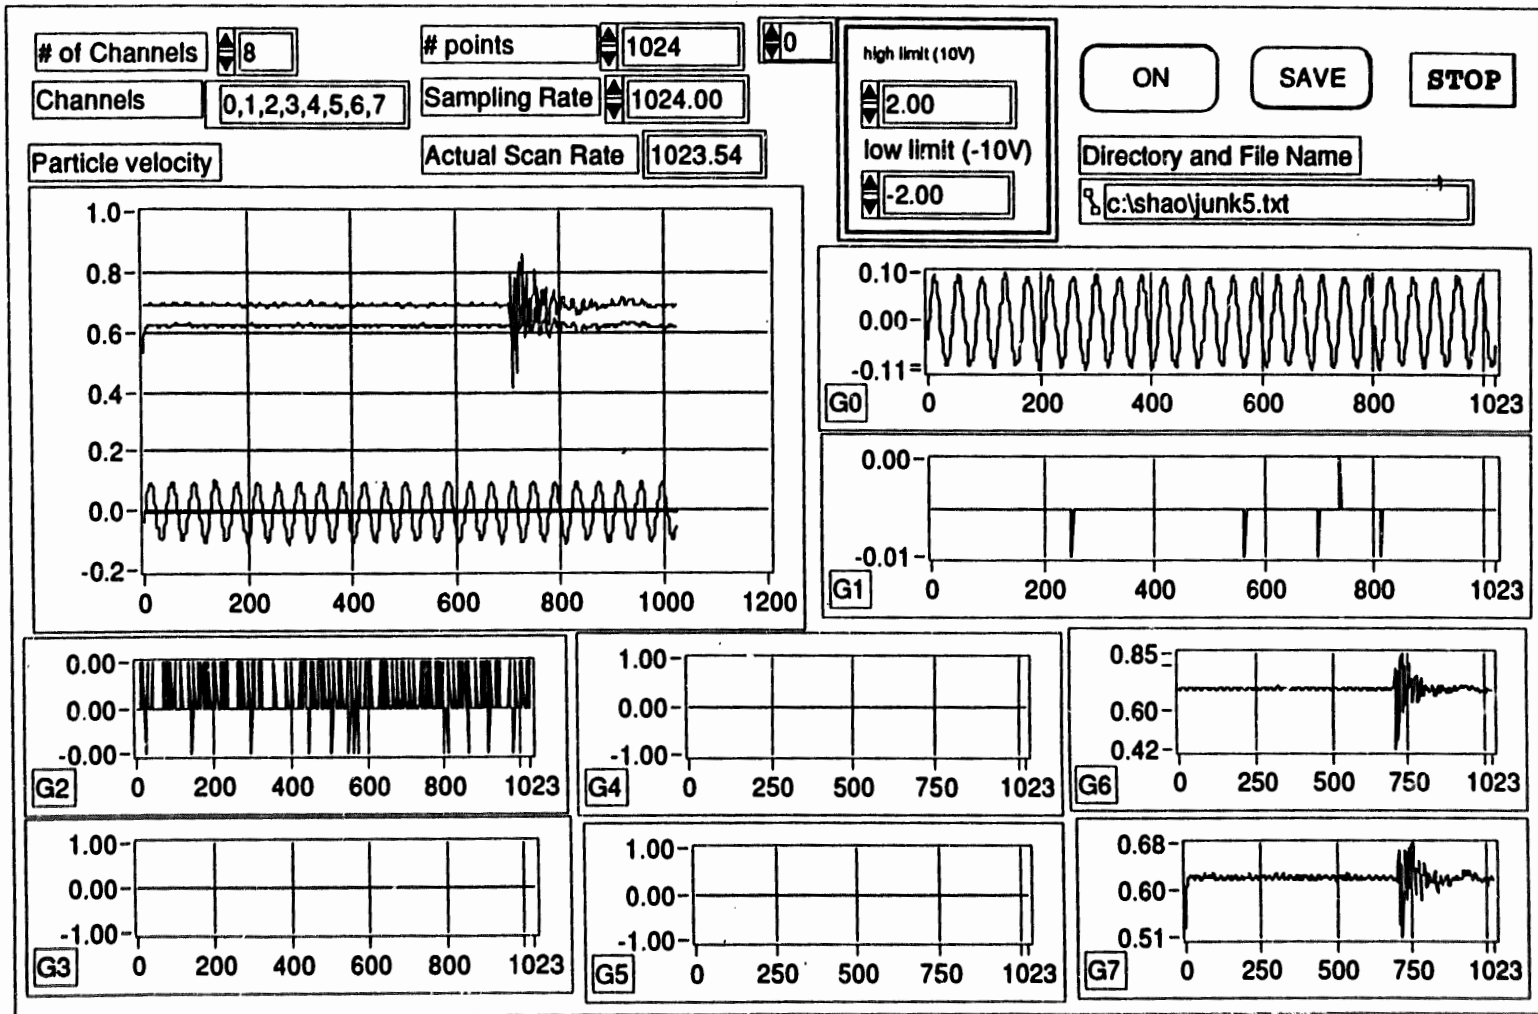 # of Channels 8
Channels 0,1,2,3,4,5,6,7
# points 1024
0
Sampling Rate 1024.00
Actual Scan Rate 1023.54
high limit (10V)
2.00
low limit (-10V)
-2.00
ON SAVE STOP
Directory and File Name
c:\shao\junk5.txt
Particle velocity
1.0
0.8
0.6
0.4
0.2
0.0
-0.2
0 200 400 600 800 1000 1200
0.10
0.00
-0.11
G0
0 200 400 600 800 1023
0.00
-0.01
G1
0 200 400 600 800 1023
0.00
0.00
-0.00
G2
0 200 400 600 800 1023
1.00
0.00
-1.00
G4
0 250 500 750 1023
0.85
0.60
0.42
G6
0 250 500 750 1023
1.00
0.00
-1.00
G3
0 200 400 600 800 1023
1.00
0.00
-1.00
G5
0 250 500 750 1023
0.68
0.60
0.51
G7
0 250 500 750 1023